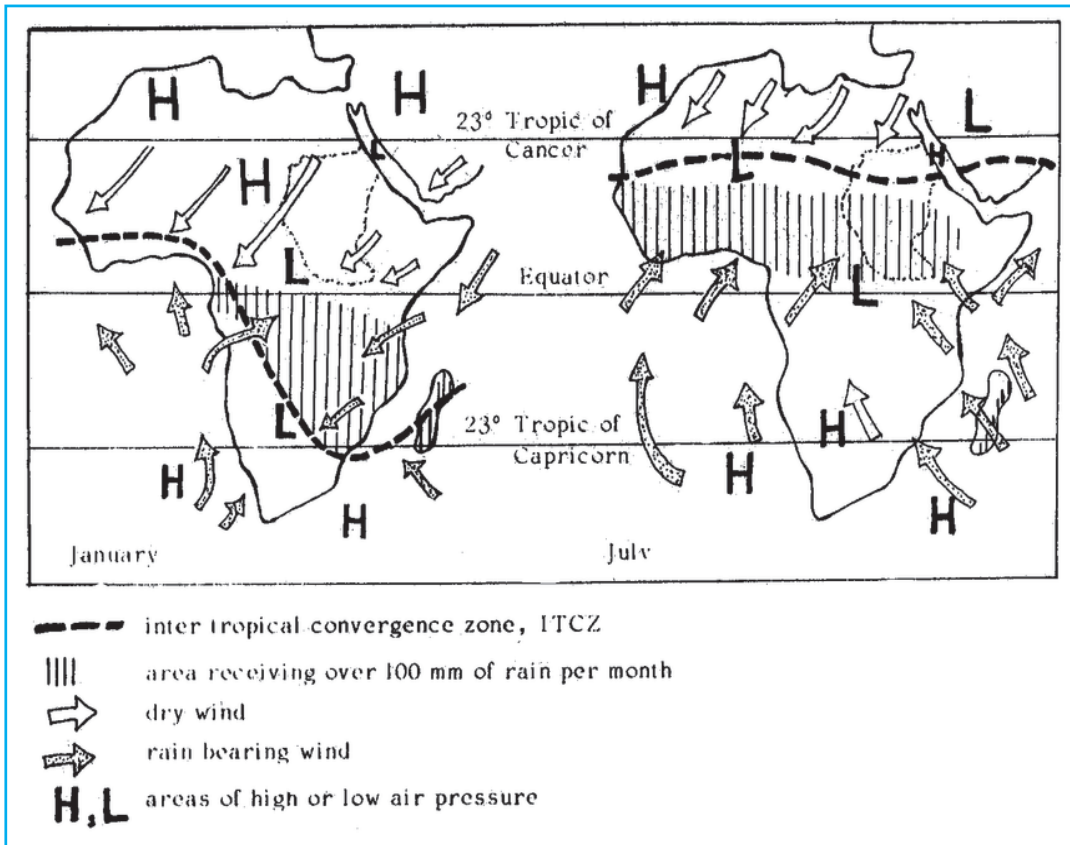 H
H
H
L
23° Tropic of
Cancor
H
L
L
H
L
Equator
L
L
23° Tropic of
Capricorn
H
H
H
H
H
January
July
inter tropical convergence zone, ITCZ
area receiving over 100 mm of rain per month
dry wind
rain bearing wind
H, L areas of high or low air pressure